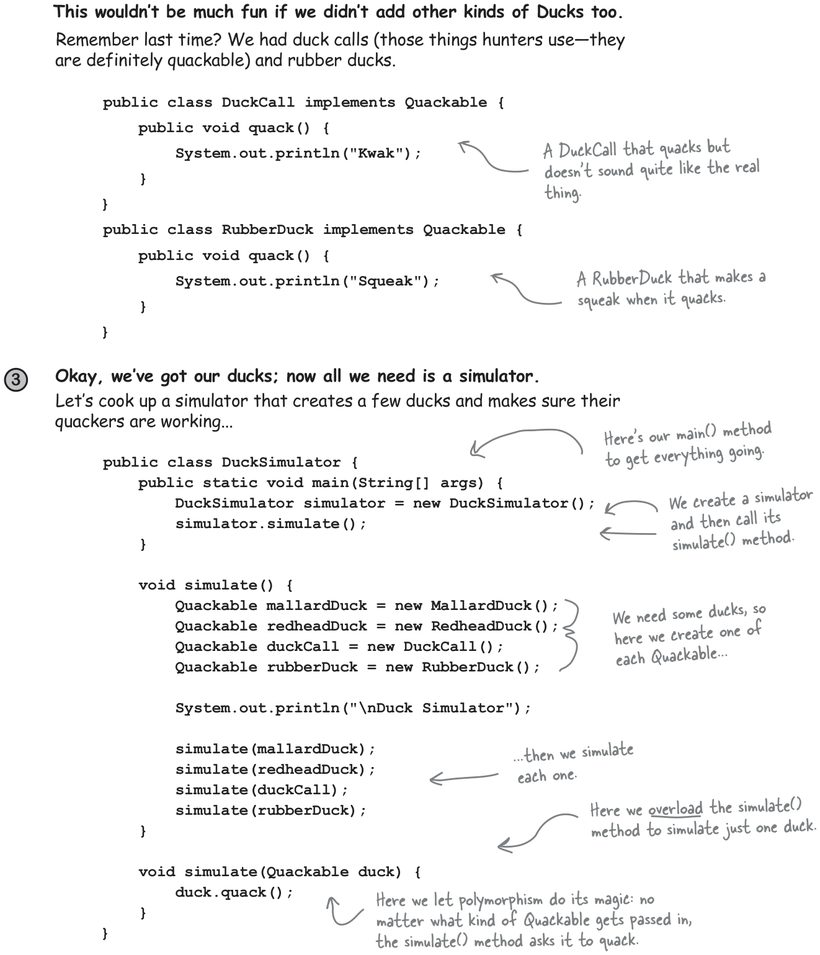 This wouldn't be much fun if we didn't add other kinds of Ducks too.
Remember last time? We had duck calls (those things hunters use—they
are definitely quackable) and rubber ducks.
public class DuckCall implements Quackable {
public void quack() {
System.out.println("Kwak");
}
}
A DuckCall that quacks but
doesn't sound quite like the real
thing.
public class RubberDuck implements Quackable {
public void quack() {
System.out.println("Squeak");
}
}
A RubberDuck that makes a
squeak when it quacks.
3
Okay, we've got our ducks; now all we need is a simulator.
Let's cook up a simulator that creates a few ducks and makes sure their
quackers are working...
Here's our main() method
to get everything going.
public class DuckSimulator {
public static void main(String[] args) {
DuckSimulator simulator = new DuckSimulator();
simulator.simulate();
}
We create a simulator
and then call its
simulate() method.
void simulate() {
Quackable mallardDuck = new MallardDuck();
Quackable redheadDuck = new RedheadDuck();
Quackable duckCall = new DuckCall();
Quackable rubberDuck = new RubberDuck();
We need some ducks, so
here we create one of
each Quackable...
System.out.println("\nDuck Simulator");
simulate(mallardDuck);
simulate(redheadDuck);
simulate(duckCall);
simulate(rubberDuck);
}
...then we simulate
each one.
Here we overload the simulate()
method to simulate just one duck.
void simulate(Quackable duck) {
duck.quack();
}
}
Here we let polymorphism do its magic: no
matter what kind of Quackable gets passed in,
the simulate() method asks it to quack.